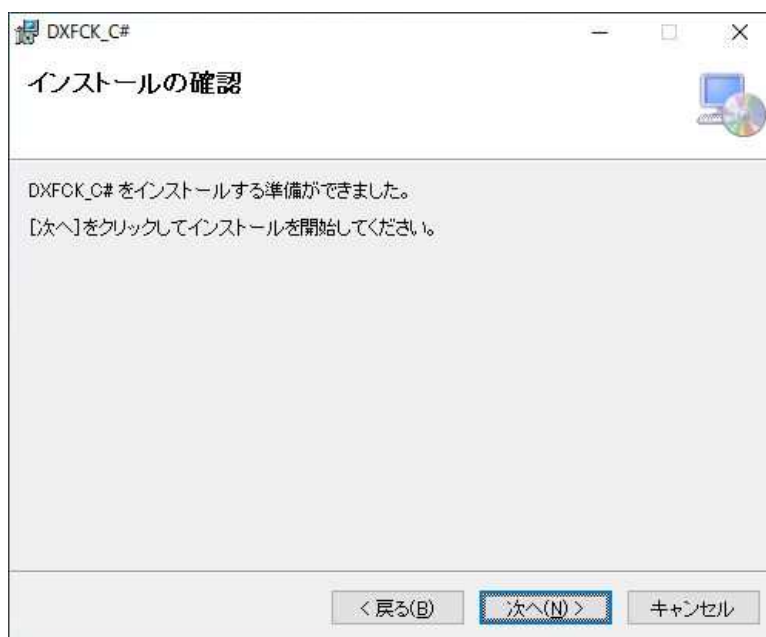 DXFCK_C#
インストールの確認
DXFCK_C# をインストールする準備ができました。
[次へ]をクリックしてインストールを開始してください。
< 戻る(B)
次へ(N) >
キャンセル